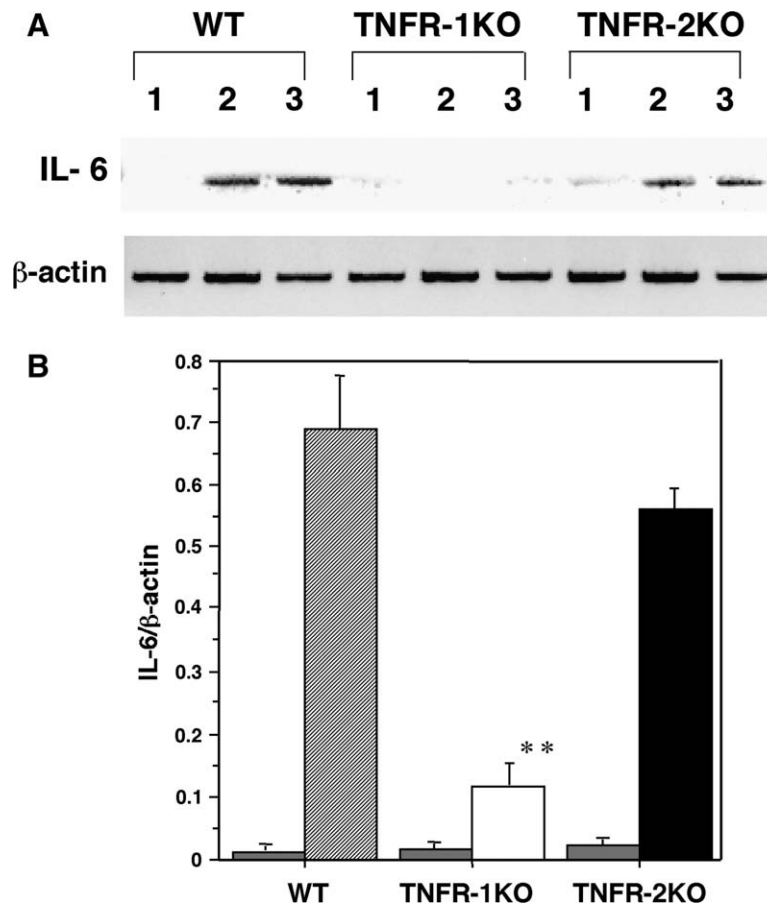 A
WT TNFR-1KO TNFR-2KO
1 2 3 1 2 3 1 2 3
IL- 6
β-actin
B
0.8
0.7
0.6
0.5
0.4
0.3
0.2
0.1
0
IL-6/β-actin
**
WT TNFR-1KO TNFR-2KO